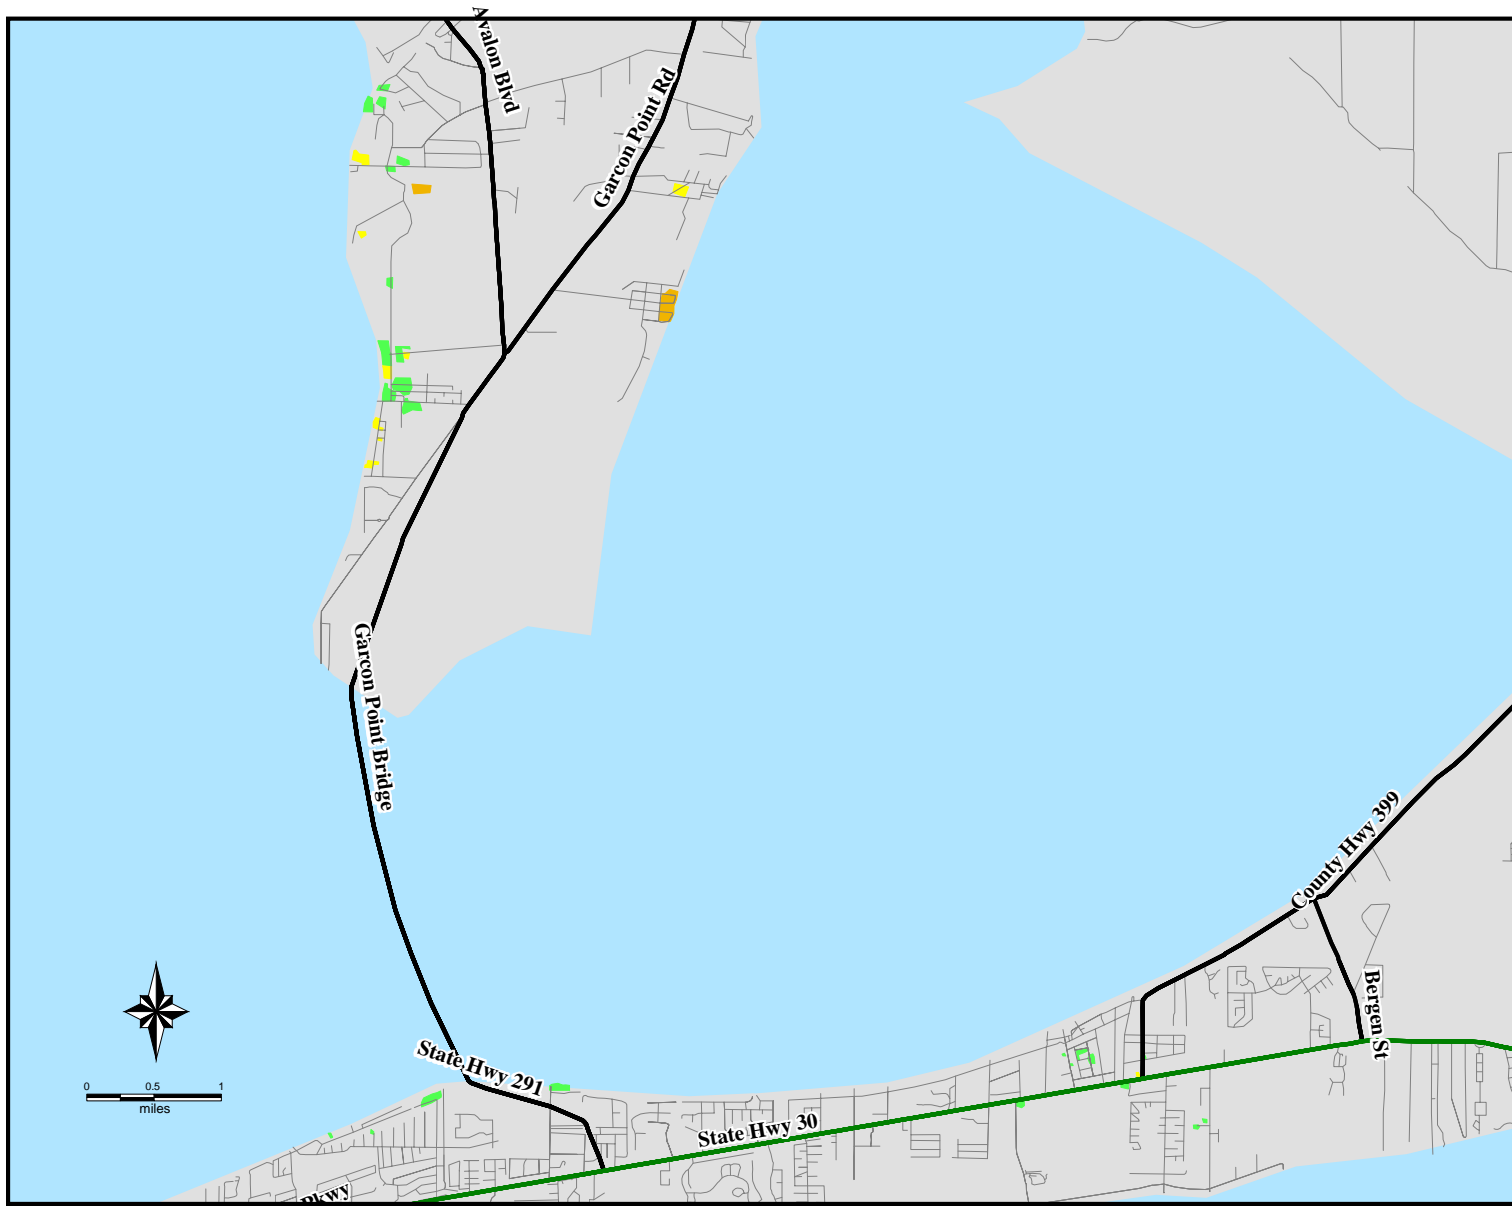 Avalon Blvd
Garcon Point Rd
Garcon Point Bridge
County Hwy 399
Bergen St
State Hwy 291
0 0.5 1
miles
State Hwy 30
Pkwy